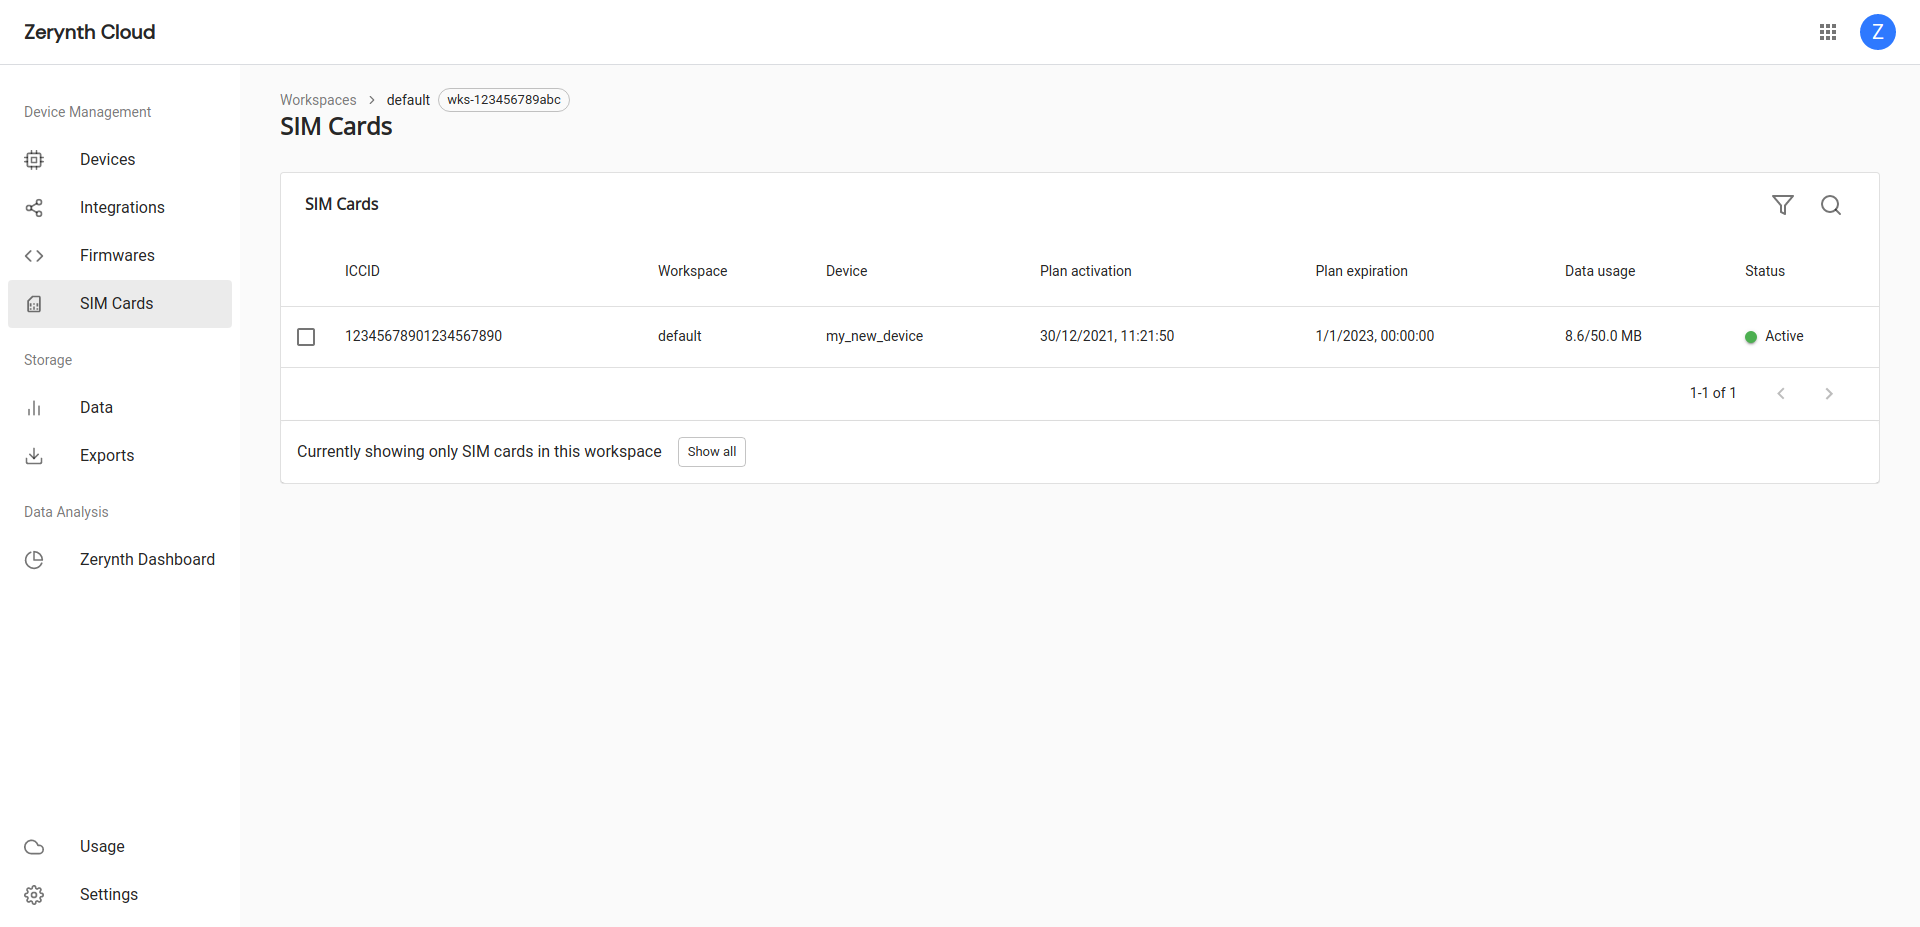 Zerynth Cloud
Z
Device Management
Devices
Integrations
Firmwares
SIM Cards
Storage
Data
Exports
Data Analysis
Zerynth Dashboard
Usage
Settings
Workspaces > default wks-123456789abc
SIM Cards
SIM Cards
ICCID Workspace Device Plan activation Plan expiration Data usage Status
12345678901234567890 default my_new_device 30/12/2021, 11:21:50 1/1/2023, 00:00:00 8.6/50.0 MB Active
1-1 of 1
Currently showing only SIM cards in this workspace Show all